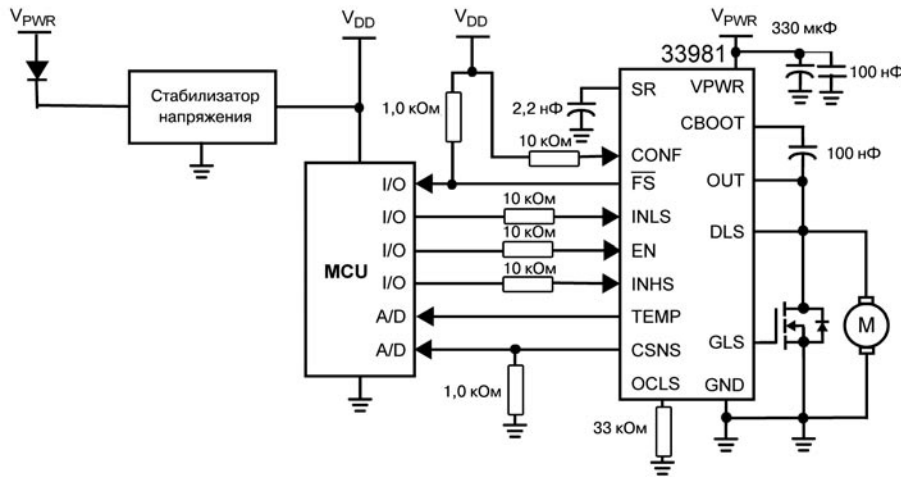 VPWR
VDD
VDD
VPWR
330 мкФ
33981
100 нФ
Стабилизатор
напряжения
1,0 кОм
2,2 нФ
SR
VPWR
CBOOT
10 кОм
CONF
100 нФ
I/O
FS
OUT
I/O
10 кОм
INLS
DLS
I/O
10 кОм
EN
MCU
I/O
10 кОм
INHS
A/D
TEMP
M
A/D
CSNS
GLS
1,0 кОм
OCLS
GND
33 кОм